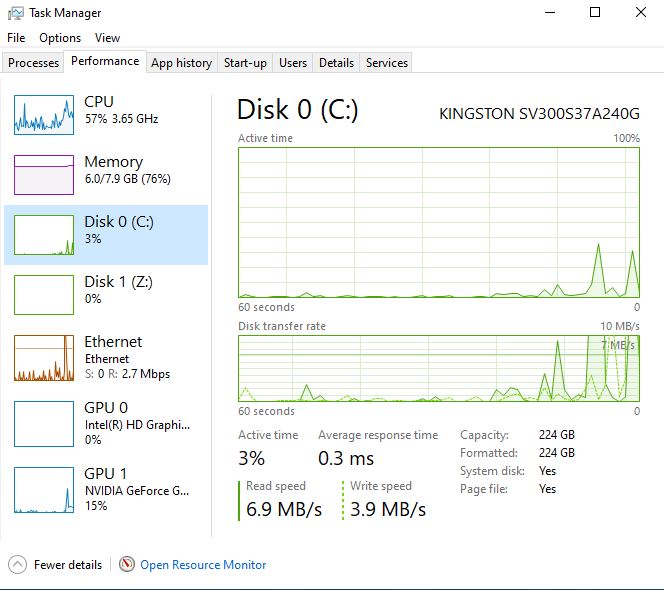 Task Manager
File Options View
Processes Performance App history Start-up Users Details Services
CPU
57% 3.65 GHz
Memory
6.0/7.9 GB (76%)
Disk 0 (C:)
3%
Disk 1 (Z:)
0%
Ethernet
Ethernet
S: 0 R: 2.7 Mbps
GPU 0
Intel(R) HD Graphi...
0%
GPU 1
NVIDIA GeForce G...
15%
Disk 0 (C:) KINGSTON SV300S37A240G
Active time 100%
60 seconds 0
Disk transfer rate 10 MB/s
7 MB/s
60 seconds 0
Active time Average response time
3% 0.3 ms
Read speed Write speed
6.9 MB/s 3.9 MB/s
Capacity: 224 GB
Formatted: 224 GB
System disk: Yes
Page file: Yes
Fewer details Open Resource Monitor